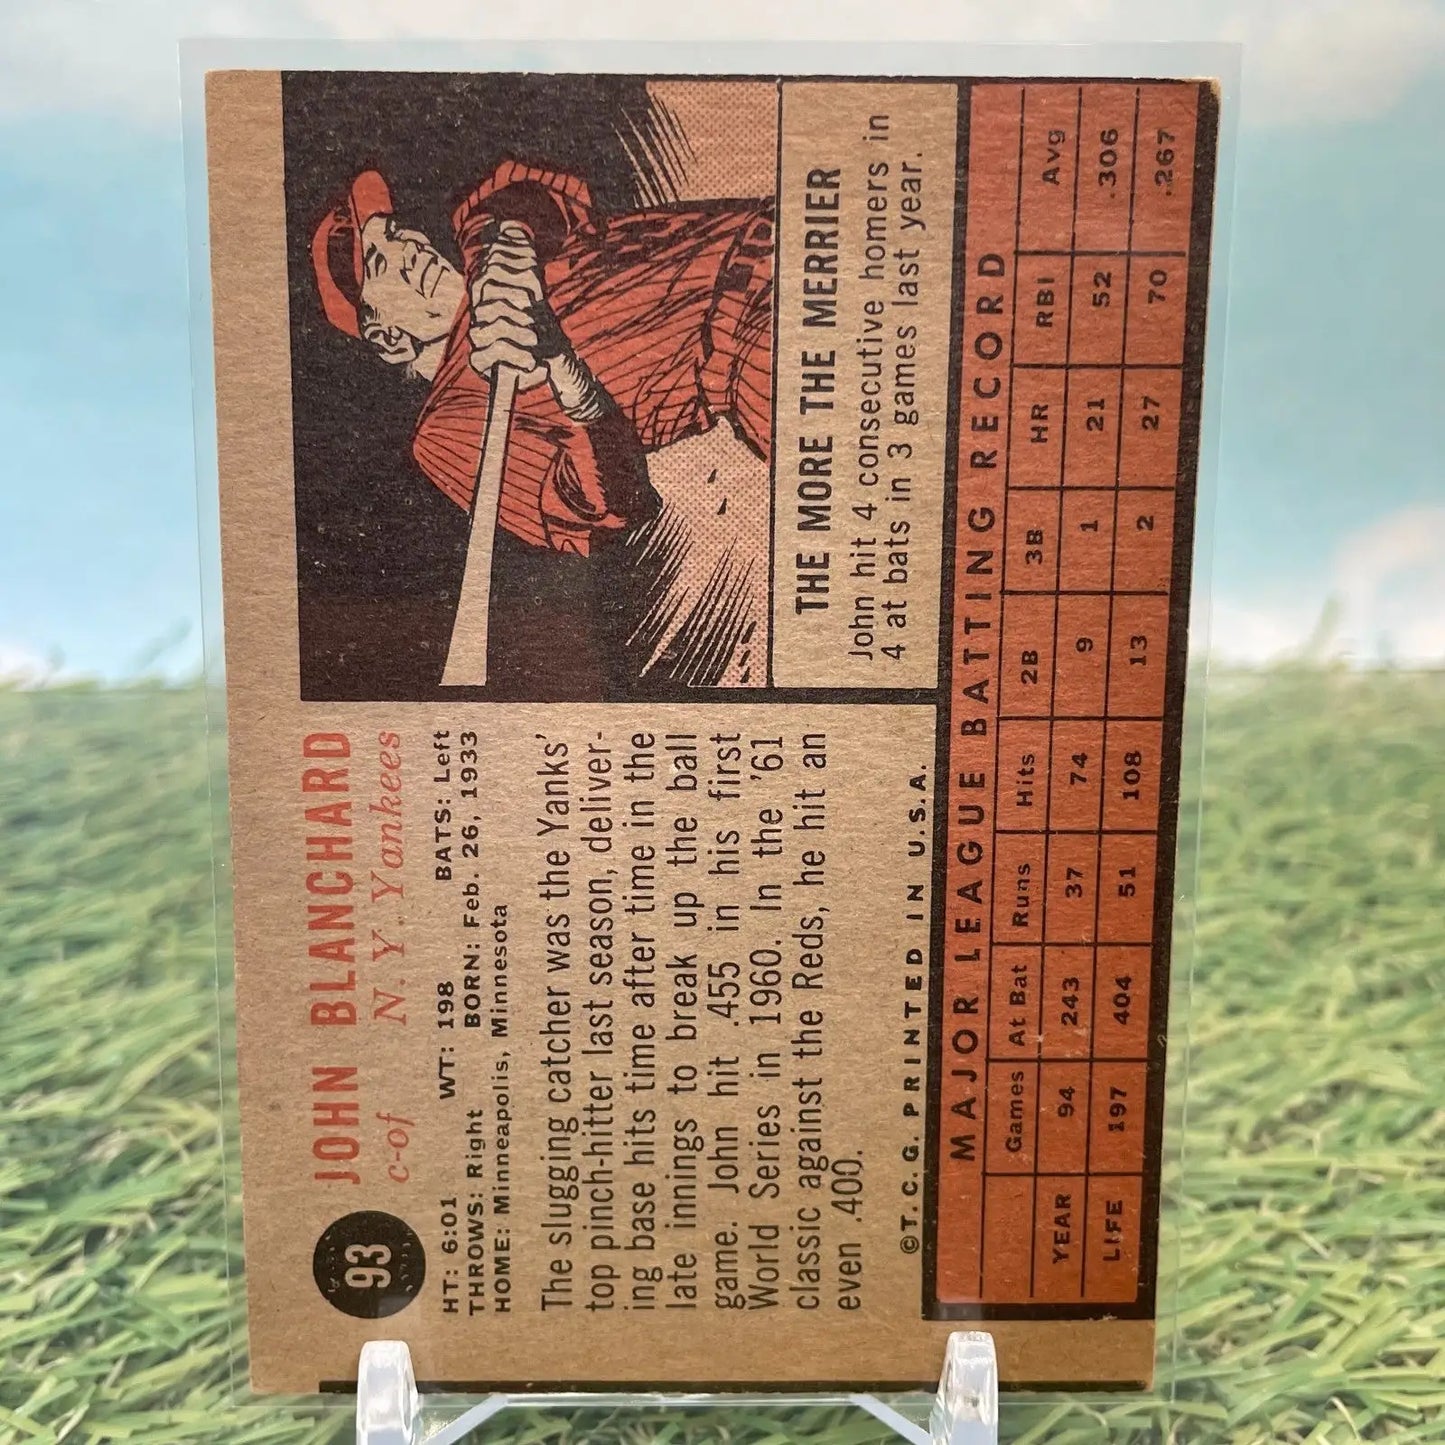 93
JOHN BLANCHARD
c-of N. Y. Yankees
HT: 6:01 WT: 198 BATS: Left
THROWS: Right BORN: Feb. 26, 1933
HOME: Minneapolis, Minnesota
The slugging catcher was the Yanks'
top pinch-hitter last season, deliver-
ing base hits time after time in the
late innings to break up the ball
game. John hit .455 in his first
World Series in 1960. In the '61
classic against the Reds, he hit an
even .400.
©T. C. G. PRINTED IN U.S.A.
THE MORE THE MERRIER
John hit 4 consecutive homers in
4 at bats in 3 games last year.
MAJOR LEAGUE BATTING RECORD
Games At Bat Runs Hits 2B 3B HR RBI Avg
YEAR 94 243 37 74 9 1 21 52 .306
LIFE 197 404 51 108 13 2 27 70 .267